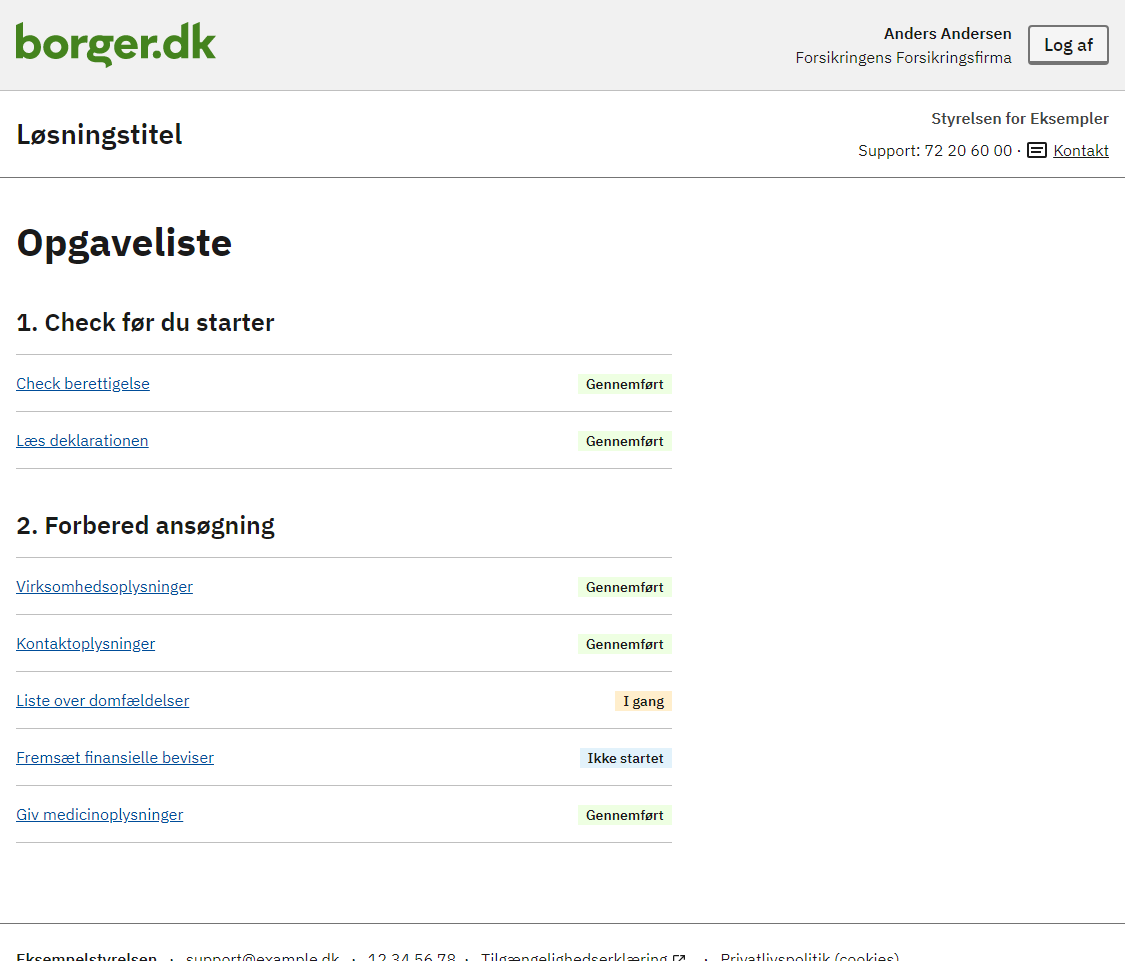 borger.dk
Anders Andersen
Forsikringens Forsikringsfirma
Log af
Løsningstitel
Styrelsen for Eksempler
Support: 72 20 60 00 · Kontakt
Opgaveliste
1. Check før du starter
Check berettigelse Gennemført
Læs deklarationen Gennemført
2. Forbered ansøgning
Virksomhedsoplysninger Gennemført
Kontaktoplysninger Gennemført
Liste over domfældelser I gang
Fremsæt finansielle beviser Ikke startet
Giv medicinoplysninger Gennemført
Eksempelstyrelsen · support@example.dk · 12 34 56 78 · Tilgængelighedserklæring · Privatlivspolitik (cookies)